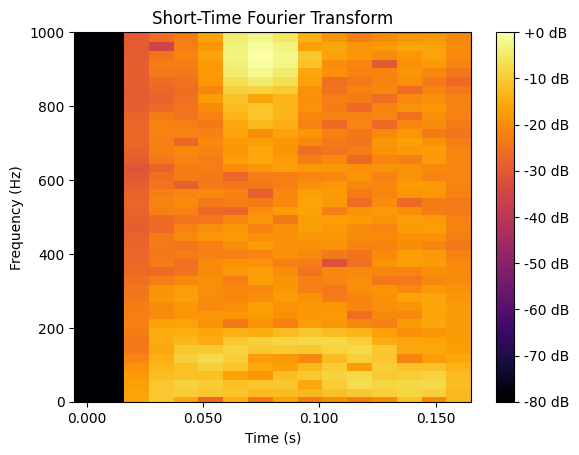 Short-Time Fourier Transform
Frequency (Hz)
1000
800
600
400
200
0
0.000
0.050
0.100
0.150
Time (s)
+0 dB
-10 dB
-20 dB
-30 dB
-40 dB
-50 dB
-60 dB
-70 dB
-80 dB